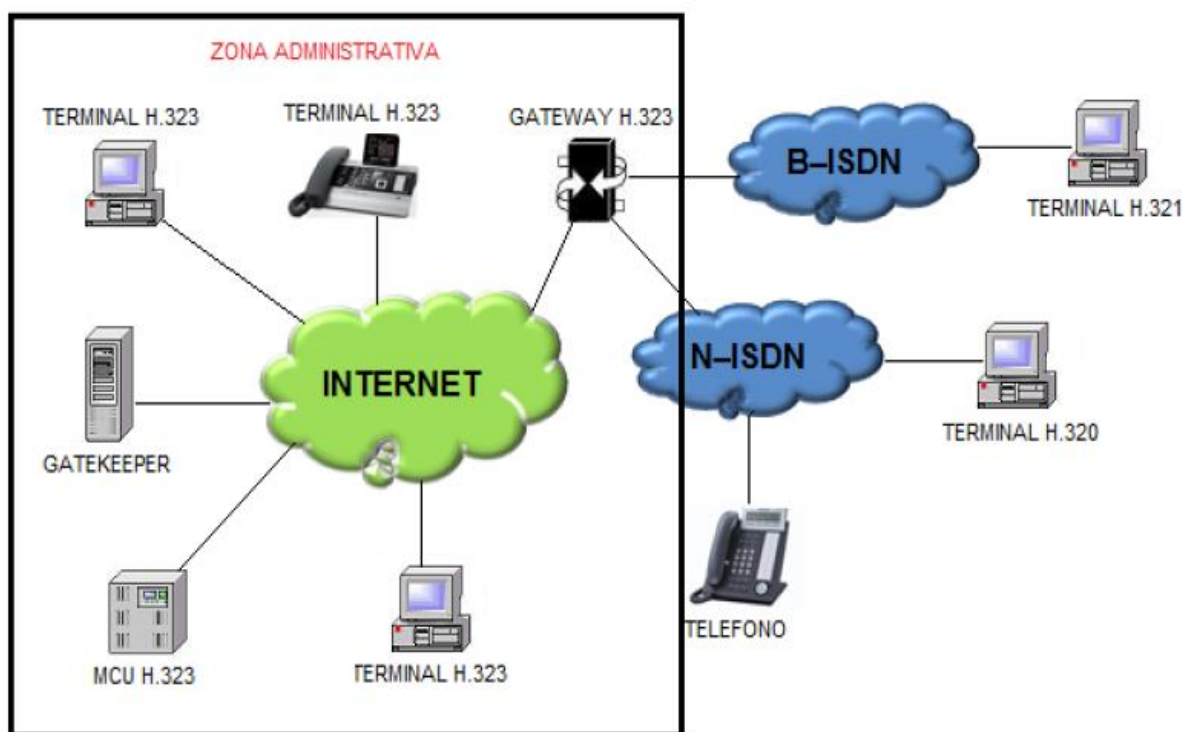 ZONA ADMINISTRATIVA
TERMINAL H.323
TERMINAL H.323
GATEWAY H.323
B–ISDN
TERMINAL H.321
INTERNET
N–ISDN
TERMINAL H.320
GATEKEEPER
TELEFONO
MCU H.323
TERMINAL H.323